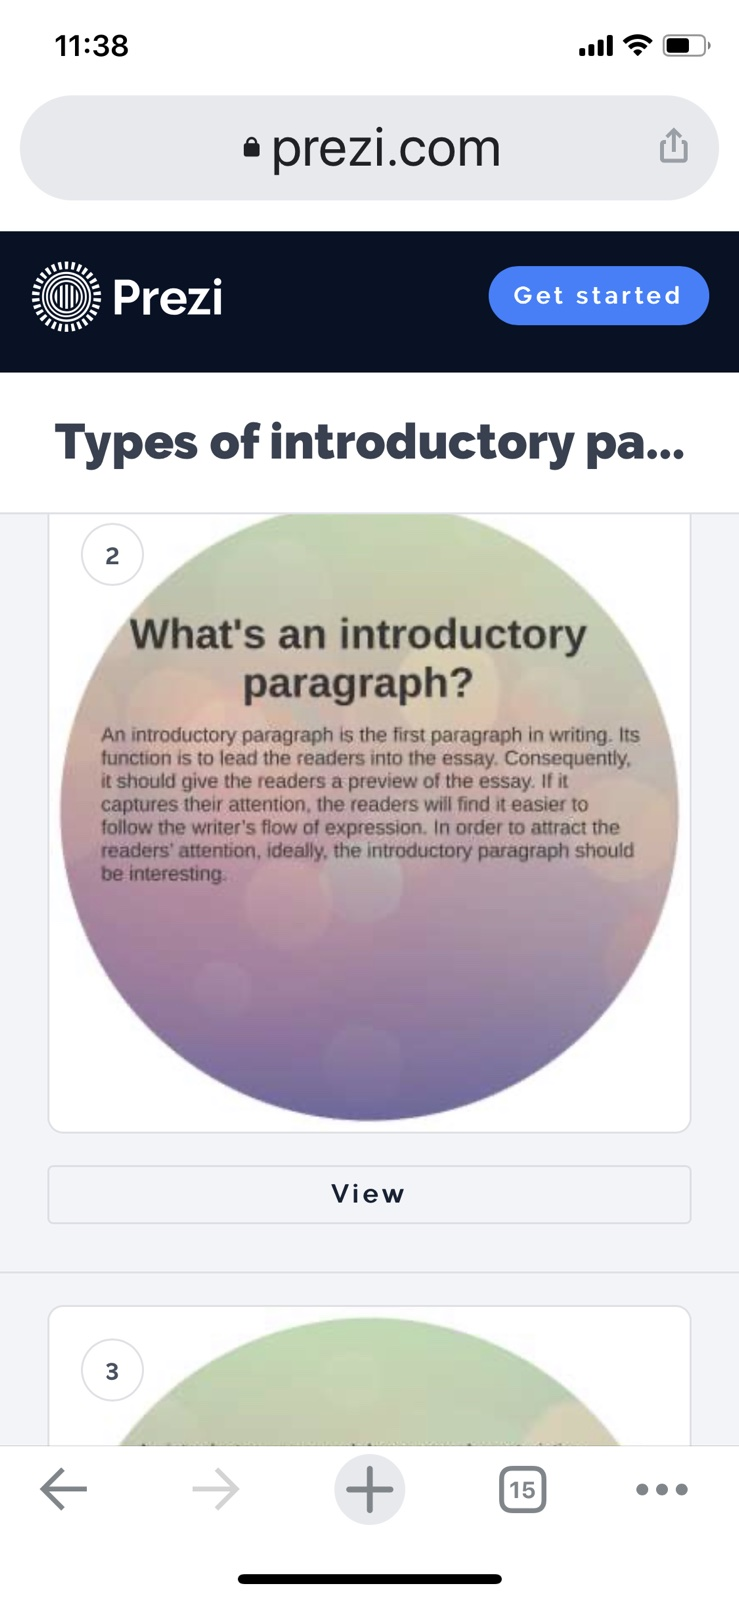 11:38
prezi.com
Prezi
Get started
Types of introductory pa...
2
What's an introductory
paragraph?
An introductory paragraph is the first paragraph in writing. Its
function is to lead the readers into the essay. Consequently,
it should give the readers a preview of the essay. If it
captures their attention, the readers will find it easier to
follow the writer's flow of expression. In order to attract the
readers' attention, ideally, the introductory paragraph should
be interesting.
View
3
15